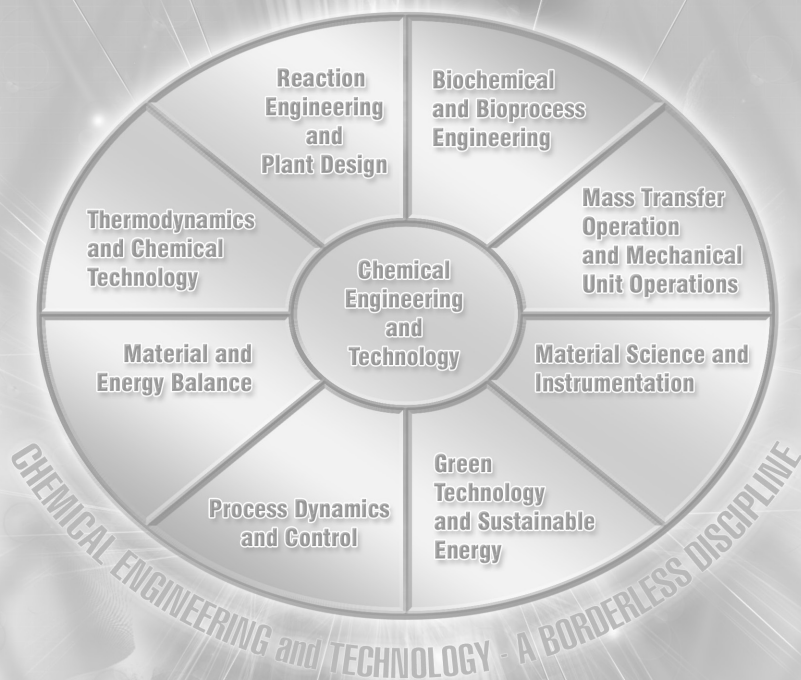 Reaction
Engineering
and
Plant Design
Biochemical
and Bioprocess
Engineering
Mass Transfer
Operation
and Mechanical
Unit Operations
Thermodynamics
and Chemical
Technology
Chemical
Engineering
and
Technology
Material and
Energy Balance
Material Science and
Instrumentation
Process Dynamics
and Control
Green
Technology
and Sustainable
Energy
CHEMICAL ENGINEERING and TECHNOLOGY - A BORDERLESS DISCIPLINE